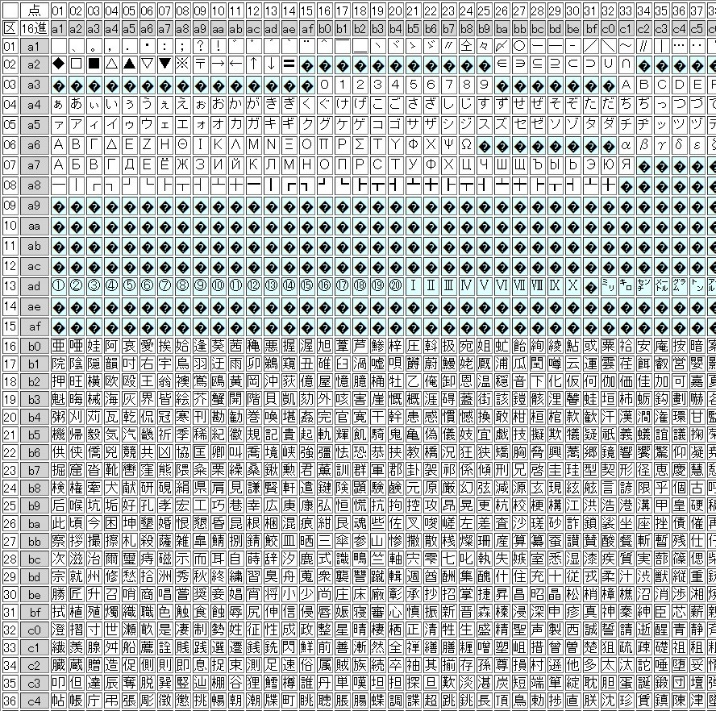 点 01 02 03 04 05 06 07 08 09 10 11 12 13 14 15 16 17 18 19 20 21 22 23 24 25 26 27 28 29 30 31 32 33 34 35 36 37
区 16進 a1 a2 a3 a4 a5 a6 a7 a8 a9 aa ab ac ad ae af b0 b1 b2 b3 b4 b5 b6 b7 b8 b9 ba bb bc bd be bf c0 c1 c2 c3 c4 c5
01 a1 、 。 ， ． ・ ： ； ？ ！ ゛ ゜ ´ ｀ ¨ ＾ ￣ ＿ ヽ ヾ ゝ ゞ 〃 仝 々 〆 〇 ー ― ‐ ／ ＼ ～ ∥ ｜ … ‥
02 a2 ◆ □ ■ △ ▲ ▽ ▼ ※ 〒 → ← ↑ ↓ 〓 � � � � � � � � � � � ∈ ∋ ⊆ ⊇ ⊂ ⊃ ∪ ∩ � � � �
03 a3 � � � � � � � � � � � � � � � 0 1 2 3 4 5 6 7 8 9 � � � � � � � A B C D E
04 a4 ぁ あ ぃ い ぅ う ぇ え ぉ お か が き ぎ く ぐ け げ こ ご さ ざ し じ す ず せ ぜ そ ぞ た だ ち ぢ っ つ づ
05 a5 ァ ア ィ イ ゥ ウ ェ エ ォ オ カ ガ キ ギ ク グ ケ ゲ コ ゴ サ ザ シ ジ ス ズ セ ゼ ソ ゾ タ ダ チ ヂ ッ ツ ヅ
06 a6 Α Β Γ Δ Ε Ζ Η Θ Ι Κ Λ Μ Ν Ξ Ο Π Ρ Σ Τ Υ Φ Χ Ψ Ω � � � � � � � � α β γ δ ε
07 a7 А Б В Г Д Е Ё Ж З И Й К Л М Н О П Р С Т У Ф Х Ц Ч Ш Щ Ъ Ы Ь Э Ю Я � � � �
08 a8 ─ │ ┌ ┐ ┘ └ ├ ┬ ┤ ┴ ┼ ━ ┃ ┏ ┓ ┛ ┗ ┣ ┳ ┫ ┻ ╋ ┠ ┯ ┨ ┷ ┿ ┝ ┰ ┥ ┸ ╂ � � � � �
09 a9 � � � � � � � � � � � � � � � � � � � � � � � � � � � � � � � � � � � � �
10 aa � � � � � � � � � � � � � � � � � � � � � � � � � � � � � � � � � � � � �
11 ab � � � � � � � � � � � � � � � � � � � � � � � � � � � � � � � � � � � � �
12 ac � � � � � � � � � � � � � � � � � � � � � � � � � � � � � � � � � � � � �
13 ad ① ② ③ ④ ⑤ ⑥ ⑦ ⑧ ⑨ ⑩ ⑪ ⑫ ⑬ ⑭ ⑮ ⑯ ⑰ ⑱ ⑲ ⑳ Ⅰ Ⅱ Ⅲ Ⅳ Ⅴ Ⅵ Ⅶ Ⅷ Ⅸ Ⅹ � ㍉ ㌔ ㌢ ㍍ ㌘ ㌧
14 ae � � � � � � � � � � � � � � � � � � � � � � � � � � � � � � � � � � � � �
15 af � � � � � � � � � � � � � � � � � � � � � � � � � � � � � � � � � � � � �
16 b0 亜 唖 娃 阿 哀 愛 挨 姶 逢 葵 茜 穐 悪 握 渥 旭 葦 芦 鯵 梓 圧 斡 扱 宛 姐 虻 飴 絢 綾 鮎 或 粟 袷 安 庵 按 暗
17 b1 院 陰 隠 韻 吋 右 宇 烏 羽 迂 雨 卯 鵜 窺 丑 碓 臼 渦 嘘 唄 欝 蔚 鰻 姥 厩 浦 瓜 閏 噂 云 運 雲 荏 餌 叡 営 嬰
18 b2 押 旺 横 欧 殴 王 翁 襖 鴬 鴎 黄 岡 沖 荻 億 屋 憶 臆 桶 牡 乙 俺 卸 恩 温 穏 音 下 化 仮 何 伽 価 佳 加 可 嘉
19 b3 魁 晦 械 海 灰 界 皆 絵 芥 蟹 開 階 貝 凱 劾 外 咳 害 崖 慨 概 涯 碍 蓋 街 該 鎧 骸 浬 馨 蛙 垣 柿 蛎 鈎 劃 嚇
20 b4 粥 刈 苅 瓦 乾 侃 冠 寒 刊 勘 勧 巻 喚 堪 姦 完 官 寛 干 幹 患 感 慣 憾 換 敢 柑 桓 棺 款 歓 汗 漢 澗 潅 環 甘
21 b5 機 帰 毅 気 汽 畿 祈 季 稀 紀 徽 規 記 貴 起 軌 輝 飢 騎 鬼 亀 偽 儀 妓 宜 戯 技 擬 欺 犠 疑 祇 義 蟻 誼 議 掬
22 b6 供 侠 僑 兇 競 共 凶 協 匡 卿 叫 喬 境 峡 強 彊 怯 恐 恭 挟 教 橋 況 狂 狭 矯 胸 脅 興 蕎 郷 鏡 響 饗 驚 仰 凝
23 b7 掘 窟 沓 靴 轡 窪 熊 隈 粂 栗 繰 桑 鍬 勲 君 薫 訓 群 軍 郡 卦 袈 祁 係 傾 刑 兄 啓 圭 珪 型 契 形 径 恵 慶 慧
24 b8 検 権 牽 犬 献 研 硯 絹 県 肩 見 謙 賢 軒 遣 鍵 険 顕 験 鹸 元 原 厳 幻 弦 減 源 玄 現 絃 舷 言 諺 限 乎 個 古
25 b9 后 喉 坑 垢 好 孔 孝 宏 工 巧 巷 幸 広 庚 康 弘 恒 慌 抗 拘 控 攻 昂 晃 更 杭 校 梗 構 江 洪 浩 港 溝 甲 皇 硬
26 ba 此 頃 今 困 坤 墾 婚 恨 懇 昏 昆 根 梱 混 痕 紺 艮 魂 些 佐 叉 唆 嵯 左 差 査 沙 瑳 砂 詐 鎖 裟 坐 座 挫 債 催
27 bb 察 拶 撮 擦 札 殺 薩 雑 皐 鯖 捌 錆 鮫 皿 晒 三 傘 参 山 惨 撒 散 桟 燦 珊 産 算 纂 蚕 讃 賛 酸 餐 斬 暫 残 仕
28 bc 次 滋 治 爾 璽 痔 磁 示 而 耳 自 蒔 辞 汐 鹿 式 識 鴫 竺 軸 宍 雫 七 叱 執 失 嫉 室 悉 湿 漆 疾 質 実 蔀 篠 偲
29 bd 宗 就 州 修 愁 拾 洲 秀 秋 終 繍 習 臭 舟 蒐 衆 襲 讐 蹴 輯 週 酋 酬 集 醜 什 住 充 十 従 戎 柔 汁 渋 獣 縦 重
30 be 勝 匠 升 召 哨 商 唱 嘗 奨 妾 娼 宵 将 小 少 尚 庄 床 廠 彰 承 抄 招 掌 捷 昇 昌 昭 晶 松 梢 樟 樵 沼 消 渉 湘
31 bf 拭 植 殖 燭 織 職 色 触 食 蝕 辱 尻 伸 信 侵 唇 娠 寝 審 心 慎 振 新 晋 森 榛 浸 深 申 疹 真 神 秦 紳 臣 芯 薪
32 c0 澄 摺 寸 世 瀬 畝 是 凄 制 勢 姓 征 性 成 政 整 星 晴 棲 栖 正 清 牲 生 盛 精 聖 声 製 西 誠 誓 請 逝 醒 青 静
33 c1 繊 羨 腺 舛 船 薦 詮 賎 践 選 遷 銭 銑 閃 鮮 前 善 漸 然 全 禅 繕 膳 糎 噌 塑 岨 措 曾 曽 楚 狙 疏 疎 礎 祖 租
34 c2 臓 蔵 贈 造 促 側 則 即 息 捉 束 測 足 速 俗 属 賊 族 続 卒 袖 其 揃 存 孫 尊 損 村 遜 他 多 太 汰 詑 唾 堕 妥
35 c3 叩 但 達 辰 奪 脱 巽 竪 辿 棚 谷 狸 鱈 樽 誰 丹 単 嘆 坦 担 探 旦 歎 淡 湛 炭 短 端 箪 綻 耽 胆 蛋 誕 鍛 団 壇
36 c4 帖 帳 庁 弔 張 彫 徴 懲 挑 暢 朝 潮 牒 町 眺 聴 脹 腸 蝶 調 諜 超 跳 銚 長 頂 鳥 勅 捗 直 朕 沈 珍 賃 鎮 陳 津